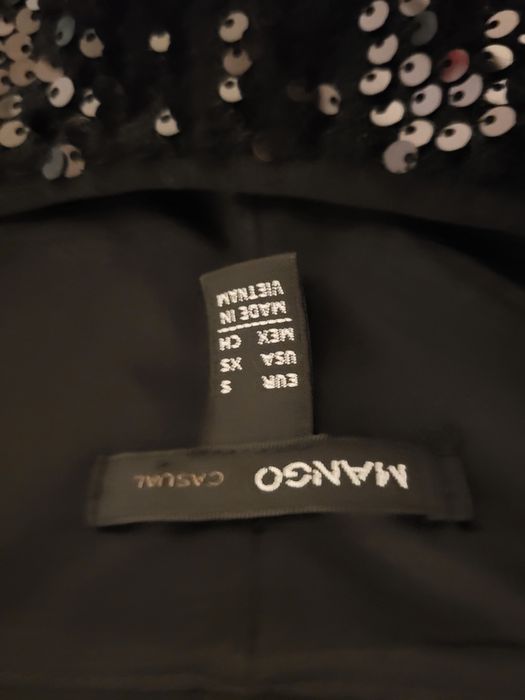 MANGO CASUAL
EUR S
USA XS
MEX CH
MADE IN
VIETNAM